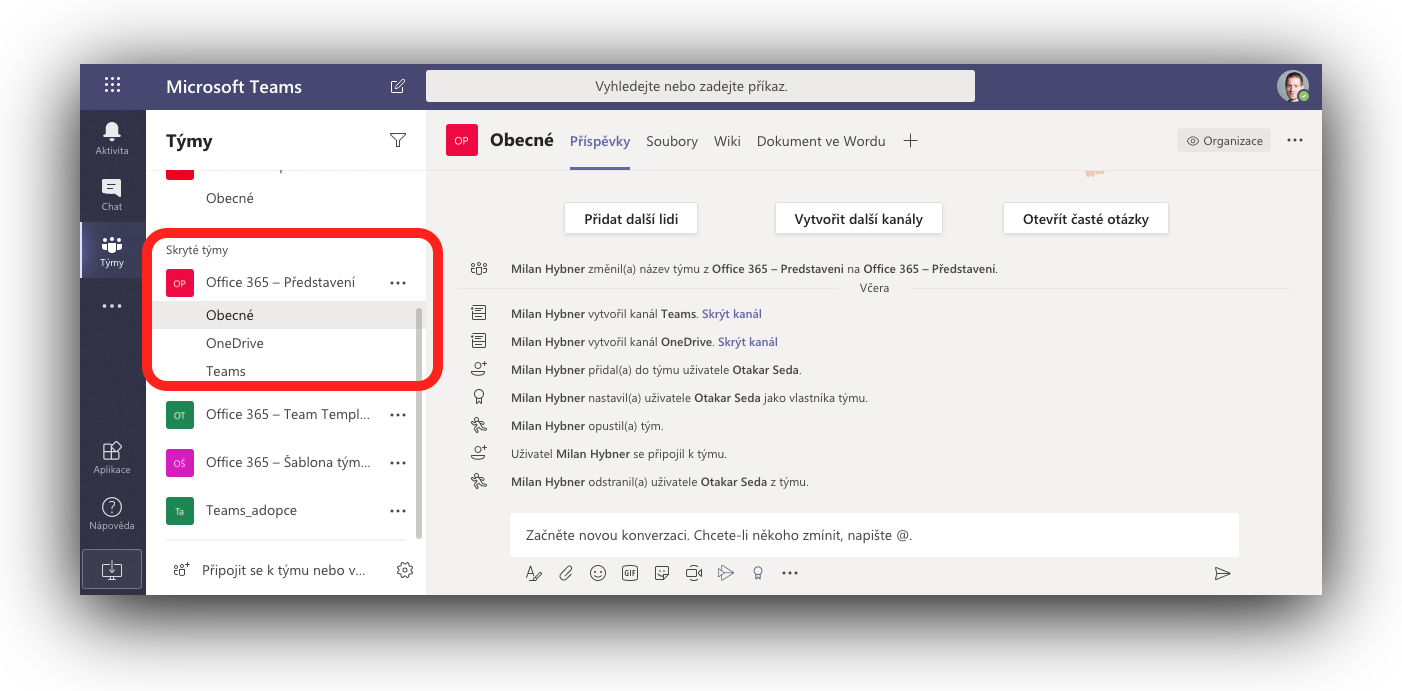 Microsoft Teams
Vyhledejte nebo zadejte příkaz.
Aktivita
Chat
Týmy
Aplikace
Nápověda
Týmy
Obecné
Skryté týmy
OP Office 365 – Představení
Obecné
OneDrive
Teams
OT Office 365 – Team Templ...
OŠ Office 365 – Šablona tým...
Ta Teams_adopce
Připojit se k týmu nebo v...
OP Obecné Příspěvky Soubory Wiki Dokument ve Wordu
Organizace
Přidat další lidi
Vytvořit další kanály
Otevřít časté otázky
Milan Hybner změnil(a) název týmu z Office 365 – Predstaveni na Office 365 – Představení.
Včera
Milan Hybner vytvořil kanál Teams. Skrýt kanál
Milan Hybner vytvořil kanál OneDrive. Skrýt kanál
Milan Hybner přidal(a) do týmu uživatele Otakar Seda.
Milan Hybner nastavil(a) uživatele Otakar Seda jako vlastníka týmu.
Milan Hybner opustil(a) tým.
Uživatel Milan Hybner se připojil k týmu.
Milan Hybner odstranil(a) uživatele Otakar Seda z týmu.
Začněte novou konverzaci. Chcete-li někoho zmínit, napište @.
GIF